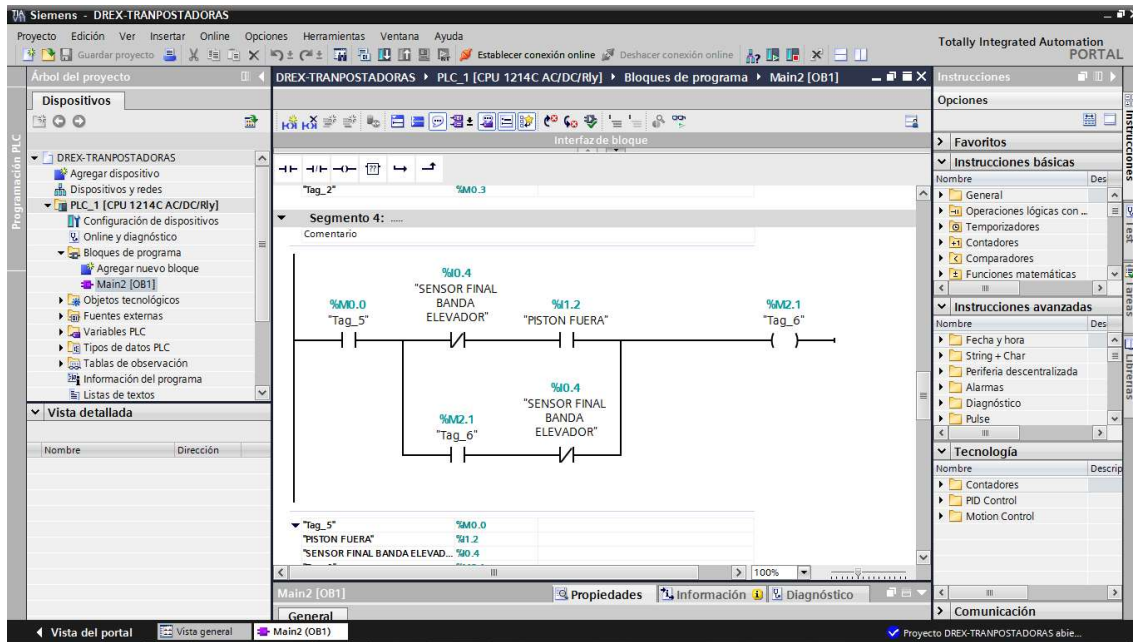 Siemens - DREX-TRANPOSTADORAS
Proyecto Edición Ver Insertar Online Opciones Herramientas Ventana Ayuda
Totally Integrated Automation
PORTAL
Guardar proyecto
Establecer conexión online
Deshacer conexión online
Árbol del proyecto
Dispositivos
Programación PLC
DREX-TRANPOSTADORAS
Agregar dispositivo
Dispositivos y redes
PLC_1 [CPU 1214C AC/DC/Rly]
Configuración de dispositivos
Online y diagnóstico
Bloques de programa
Agregar nuevo bloque
Main2 [OB1]
Objetos tecnológicos
Fuentes externas
Variables PLC
Tipos de datos PLC
Tablas de observación
Información del programa
Listas de textos
Vista detallada
Nombre Dirección
DREX-TRANPOSTADORAS PLC_1 [CPU 1214C AC/DC/Rly] Bloques de programa Main2 [OB1]
Interfaz de bloque
"Tag_2" %M0.3
Segmento 4: .....
Comentario
%M0.0
"Tag_5"
%I0.4
"SENSOR FINAL
BANDA
ELEVADOR"
%I1.2
"PISTON FUERA"
%M2.1
"Tag_6"
%M2.1
"Tag_6"
%I0.4
"SENSOR FINAL
BANDA
ELEVADOR"
"Tag_5" %M0.0
"PISTON FUERA" %I1.2
"SENSOR FINAL BANDA ELEVAD... %I0.4
100%
Main2 [OB1]
Propiedades Información Diagnóstico
General
Instrucciones
Opciones
Favoritos
Instrucciones básicas
Nombre Des
General
Operaciones lógicas con ...
Temporizadores
Contadores
Comparadores
Funciones matemáticas
Instrucciones avanzadas
Nombre Des
Fecha y hora
String + Char
Periferia descentralizada
Alarmas
Diagnóstico
Pulse
Tecnología
Nombre Descrip
Contadores
PID Control
Motion Control
Comunicación
Instrucciones
Test
Tareas
Librerías
Vista del portal Vista general Main2 (OB1)
Proyecto DREX-TRANPOSTADORAS abie...